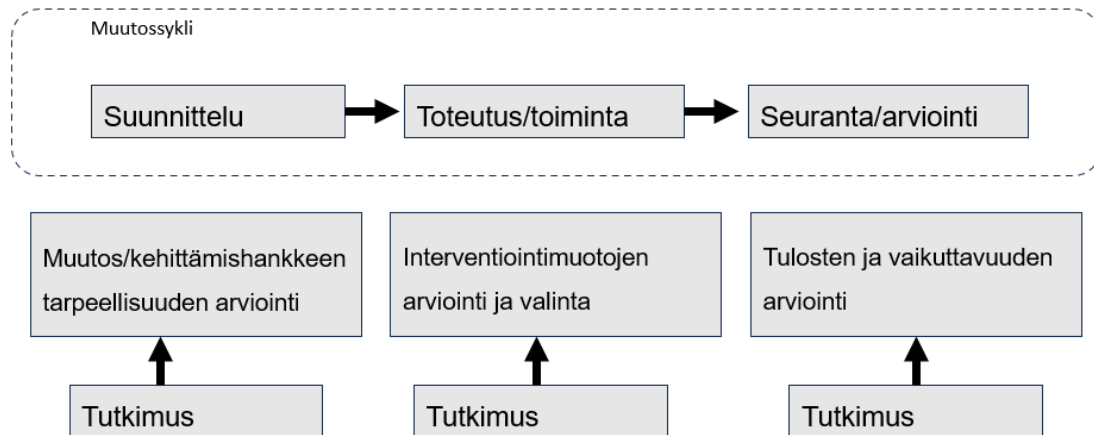 Muutossykli
Suunnittelu
Toteutus/toiminta
Seuranta/arviointi
Muutos/kehittämishankkeen
tarpeellisuuden arviointi
Interventiointimuotojen
arviointi ja valinta
Tulosten ja vaikuttavuuden
arviointi
Tutkimus
Tutkimus
Tutkimus